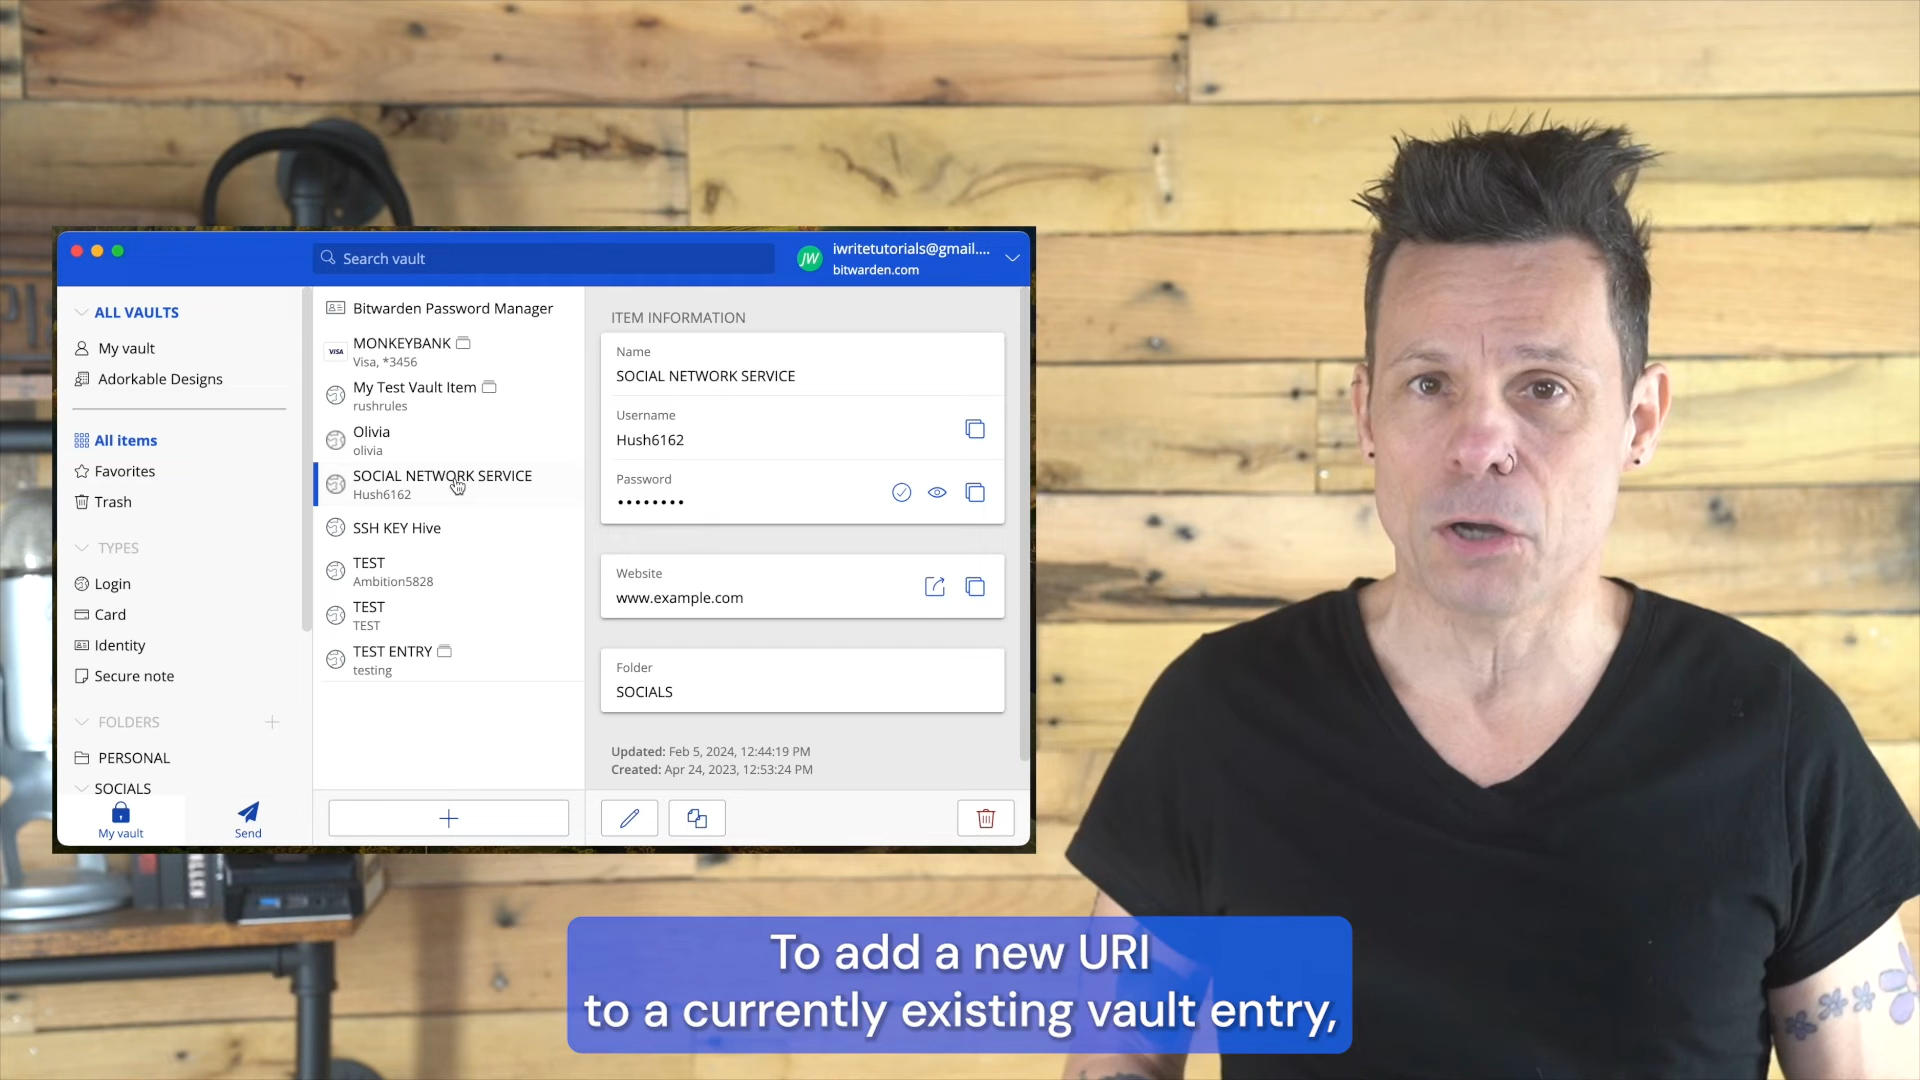 Search vault
JW
iwritetutorials@gmail....
bitwarden.com
ALL VAULTS
My vault
Adorkable Designs
All items
Favorites
Trash
TYPES
Login
Card
Identity
Secure note
FOLDERS
PERSONAL
SOCIALS
My vault
Send
Bitwarden Password Manager
MONKEYBANK
VISA
Visa, *3456
My Test Vault Item
rushrules
Olivia
olivia
SOCIAL NETWORK SERVICE
Hush6162
SSH KEY Hive
TEST
Ambition5828
TEST
TEST
TEST ENTRY
testing
ITEM INFORMATION
Name
SOCIAL NETWORK SERVICE
Username
Hush6162
Password
••••••••
Website
www.example.com
Folder
SOCIALS
Updated: Feb 5, 2024, 12:44:19 PM
Created: Apr 24, 2023, 12:53:24 PM
To add a new URI
to a currently existing vault entry,